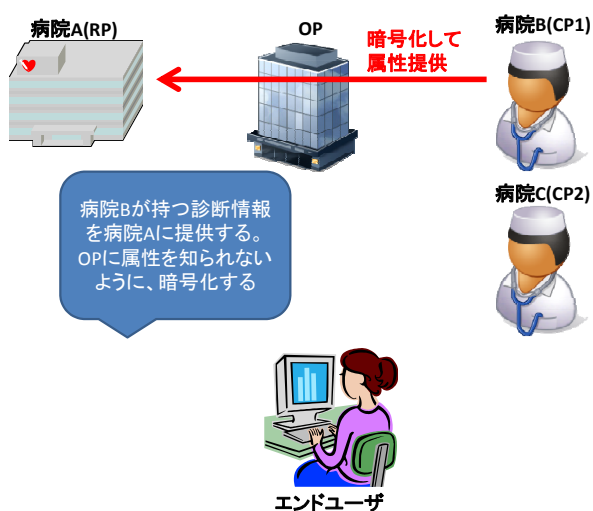 病院A(RP)
OP
病院B(CP1)
暗号化して
属性提供
病院C(CP2)
病院Bが持つ診断情報
を病院Aに提供する。
OPに属性を知られない
ように、暗号化する
エンドユーザ